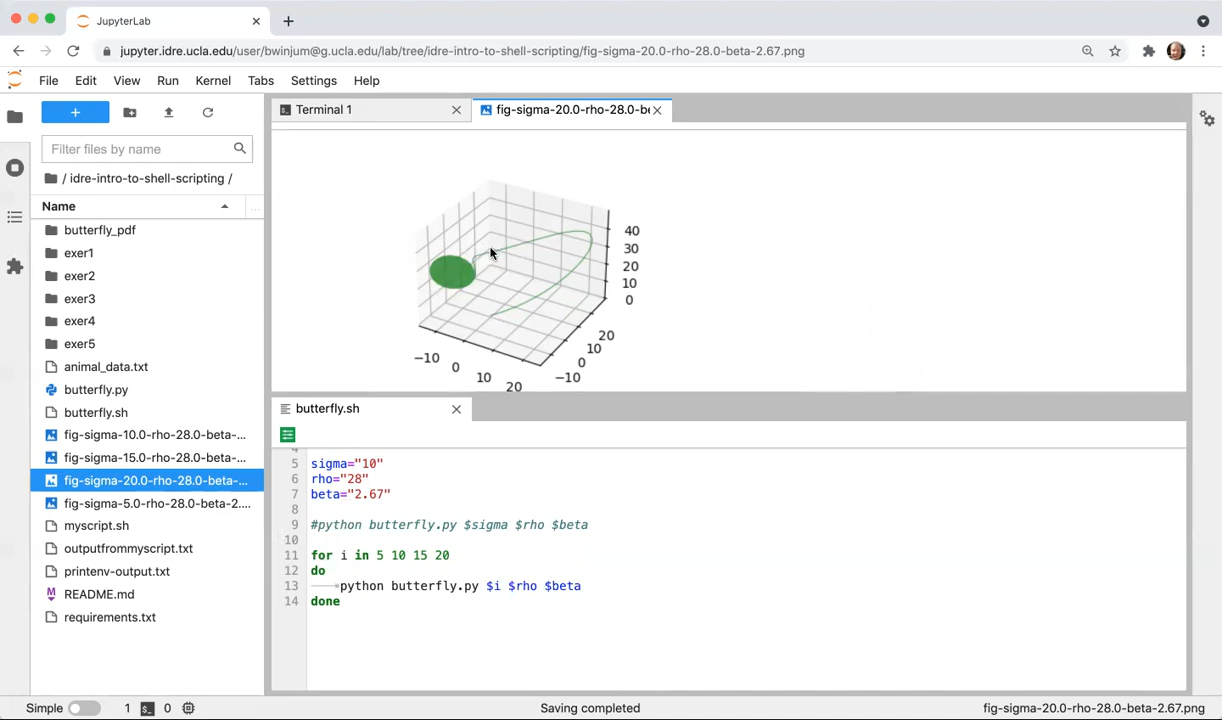 JupyterLab
jupyter.idre.ucla.edu/user/bwinjum@g.ucla.edu/lab/tree/idre-intro-to-shell-scripting/fig-sigma-20.0-rho-28.0-beta-2.67.png
File Edit View Run Kernel Tabs Settings Help
Terminal 1
fig-sigma-20.0-rho-28.0-be
Filter files by name
/ idre-intro-to-shell-scripting /
Name
butterfly_pdf
exer1
exer2
exer3
exer4
exer5
animal_data.txt
butterfly.py
butterfly.sh
fig-sigma-10.0-rho-28.0-beta-...
fig-sigma-15.0-rho-28.0-beta-...
fig-sigma-20.0-rho-28.0-beta-...
fig-sigma-5.0-rho-28.0-beta-2....
myscript.sh
outputfrommyscript.txt
printenv-output.txt
README.md
requirements.txt
40
30
20
10
0
20
10
0
−10
−10
0
10
20
butterfly.sh
5 sigma="10"
6 rho="28"
7 beta="2.67"
8
9 #python butterfly.py $sigma $rho $beta
10
11 for i in 5 10 15 20
12 do
13 python butterfly.py $i $rho $beta
14 done
Simple 1 0
Saving completed
fig-sigma-20.0-rho-28.0-beta-2.67.png